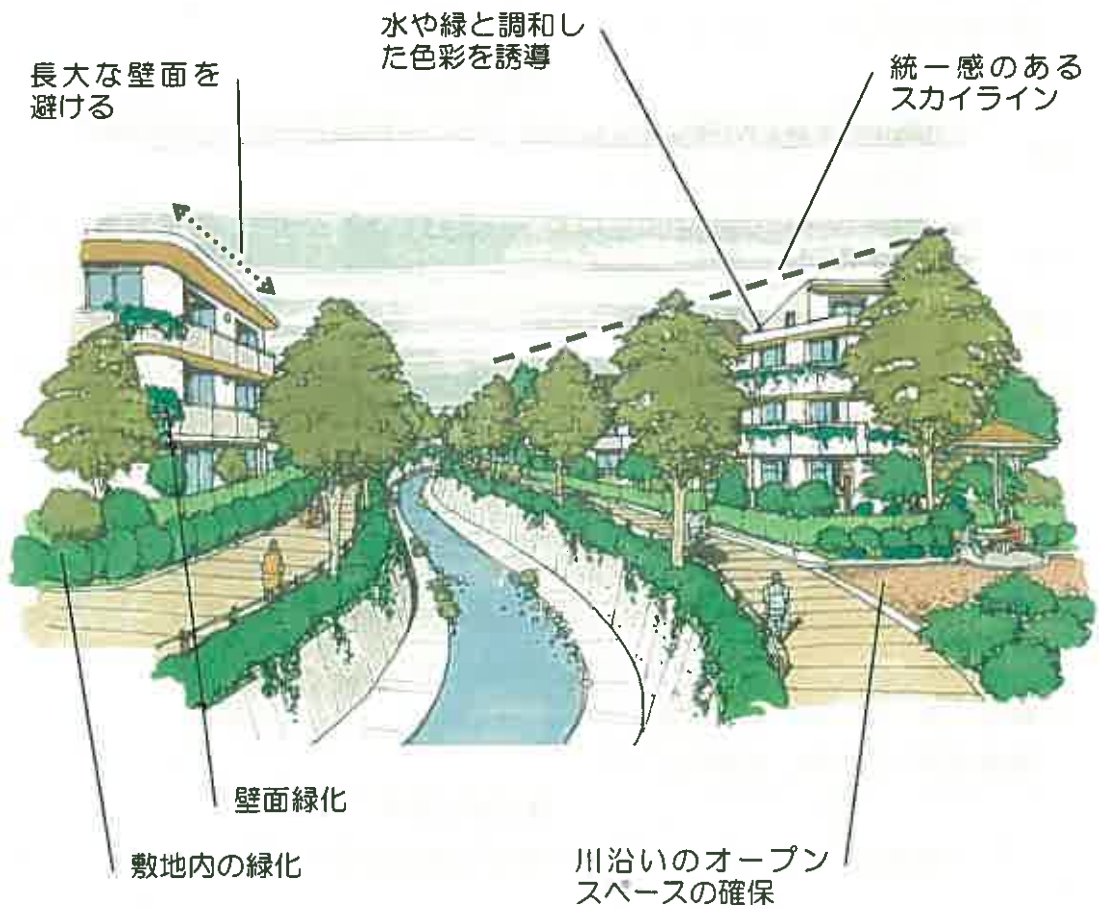 水や緑と調和し
た色彩を誘導
長大な壁面を
避ける
統一感のある
スカイライン
壁面緑化
敷地内の緑化
川沿いのオープン
スペースの確保